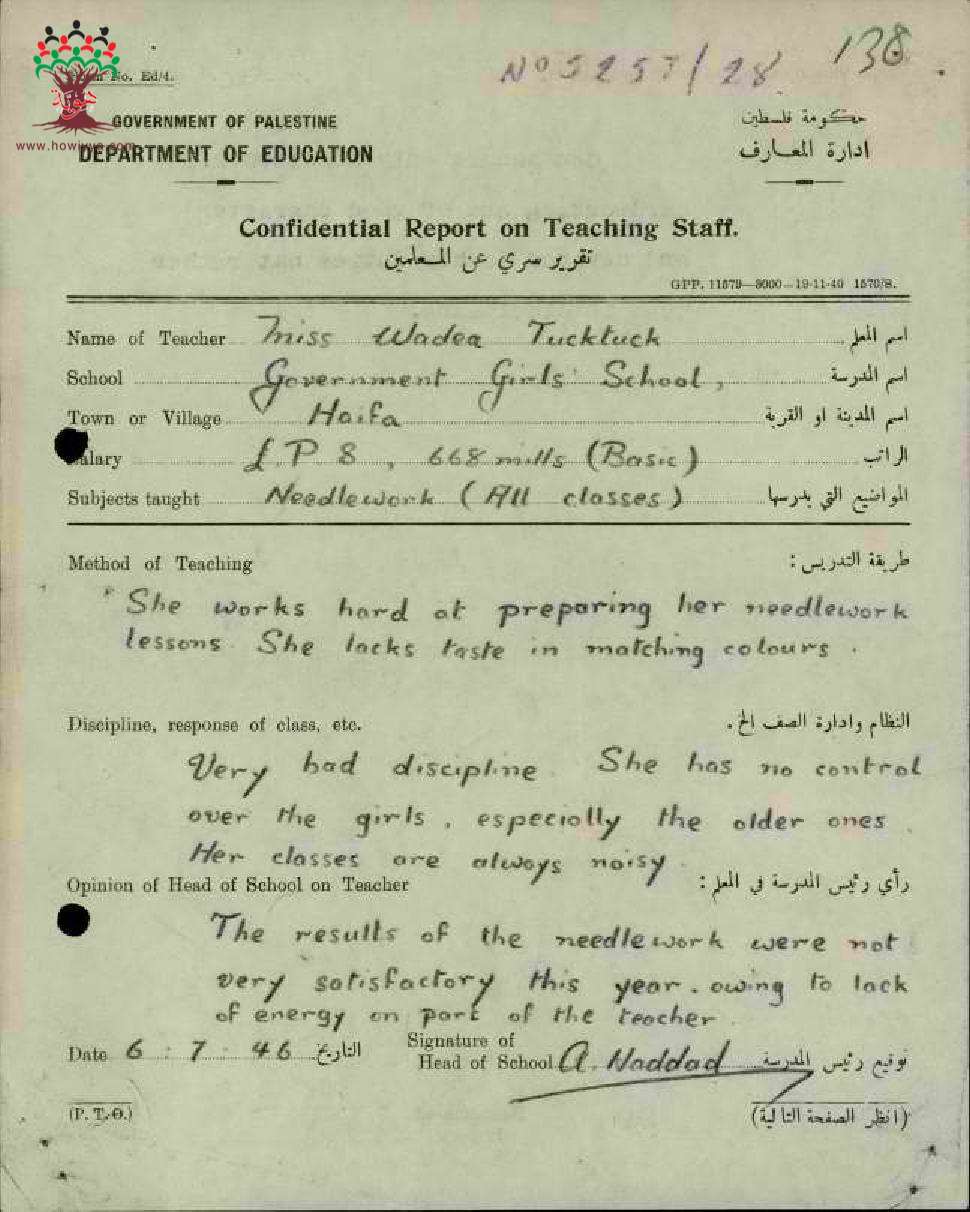 138
Nº 5257/28
No. Ed/4.
GOVERNMENT OF PALESTINE
حكومة فلسطين
www.howiyya.com
DEPARTMENT OF EDUCATION
ادارة المعارف
Confidential Report on Teaching Staff.
تقرير سري عن المعلمين
GPP. 11579—8000—19-11-40 1570/S.
Name of Teacher Miss Wadea Tucktuck اسم المعلم
School Government Girls' School, اسم المدرسة
Town or Village Haifa اسم المدينة او القرية
Salary £P 8, 668 mills (Basic) الراتب
Subjects taught Needlework (All classes) المواضيع التي يدرسها
Method of Teaching طريقة التدريس :
She works hard at preparing her needlework
lessons. She lacks taste in matching colours.
Discipline, response of class, etc. النظام وادارة الصف الخ.
Very bad discipline. She has no control
over the girls, especially the older ones.
Her classes are always noisy.
Opinion of Head of School on Teacher رأي رئيس المدرسة في المعلم :
The results of the needlework were not
very satisfactory this year. owing to lack
of energy on part of the teacher.
Signature of
Date 6 : 7 46 التاريخ Head of School A. Naddad توقيع رئيس المدرسة
(P. T. O.) (انظر الصفحة التالية)